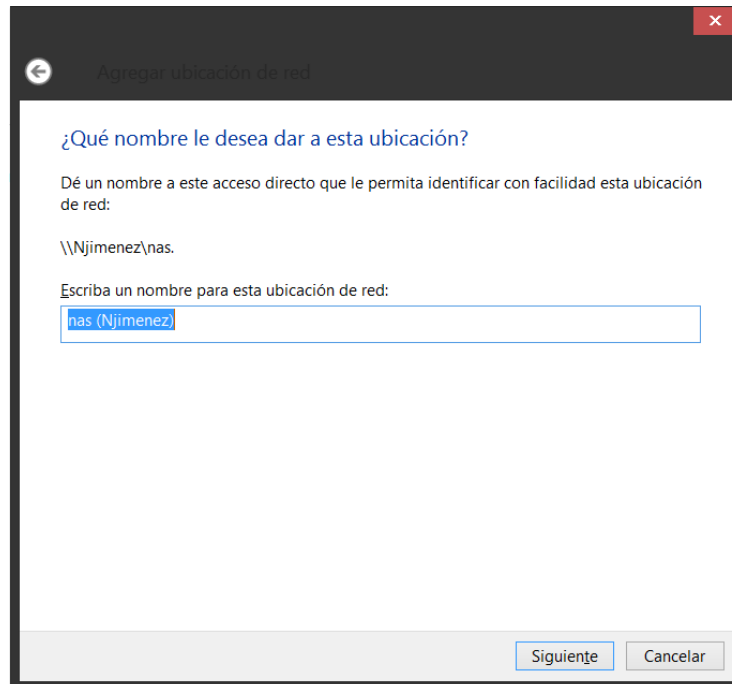 Agregar ubicación de red
¿Qué nombre le desea dar a esta ubicación?
Dé un nombre a este acceso directo que le permita identificar con facilidad esta ubicación
de red:
\\Njimenez\nas.
Escriba un nombre para esta ubicación de red:
nas (Njimenez)
Siguiente
Cancelar